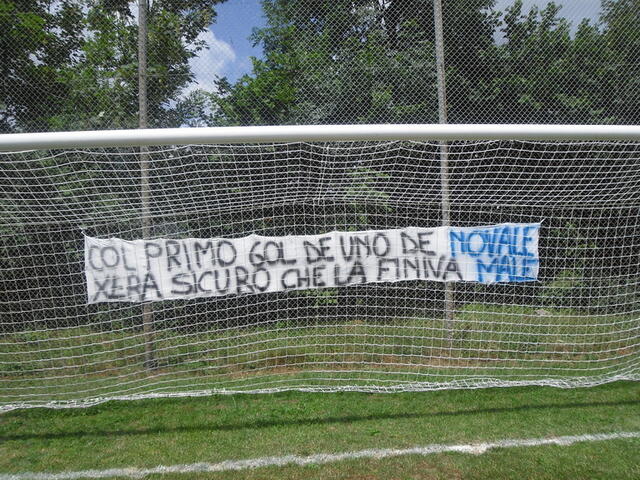 COL PRIMO GOL DE UNO DE NOVALE
XERA SICURO CHE LA FINIVA MALE